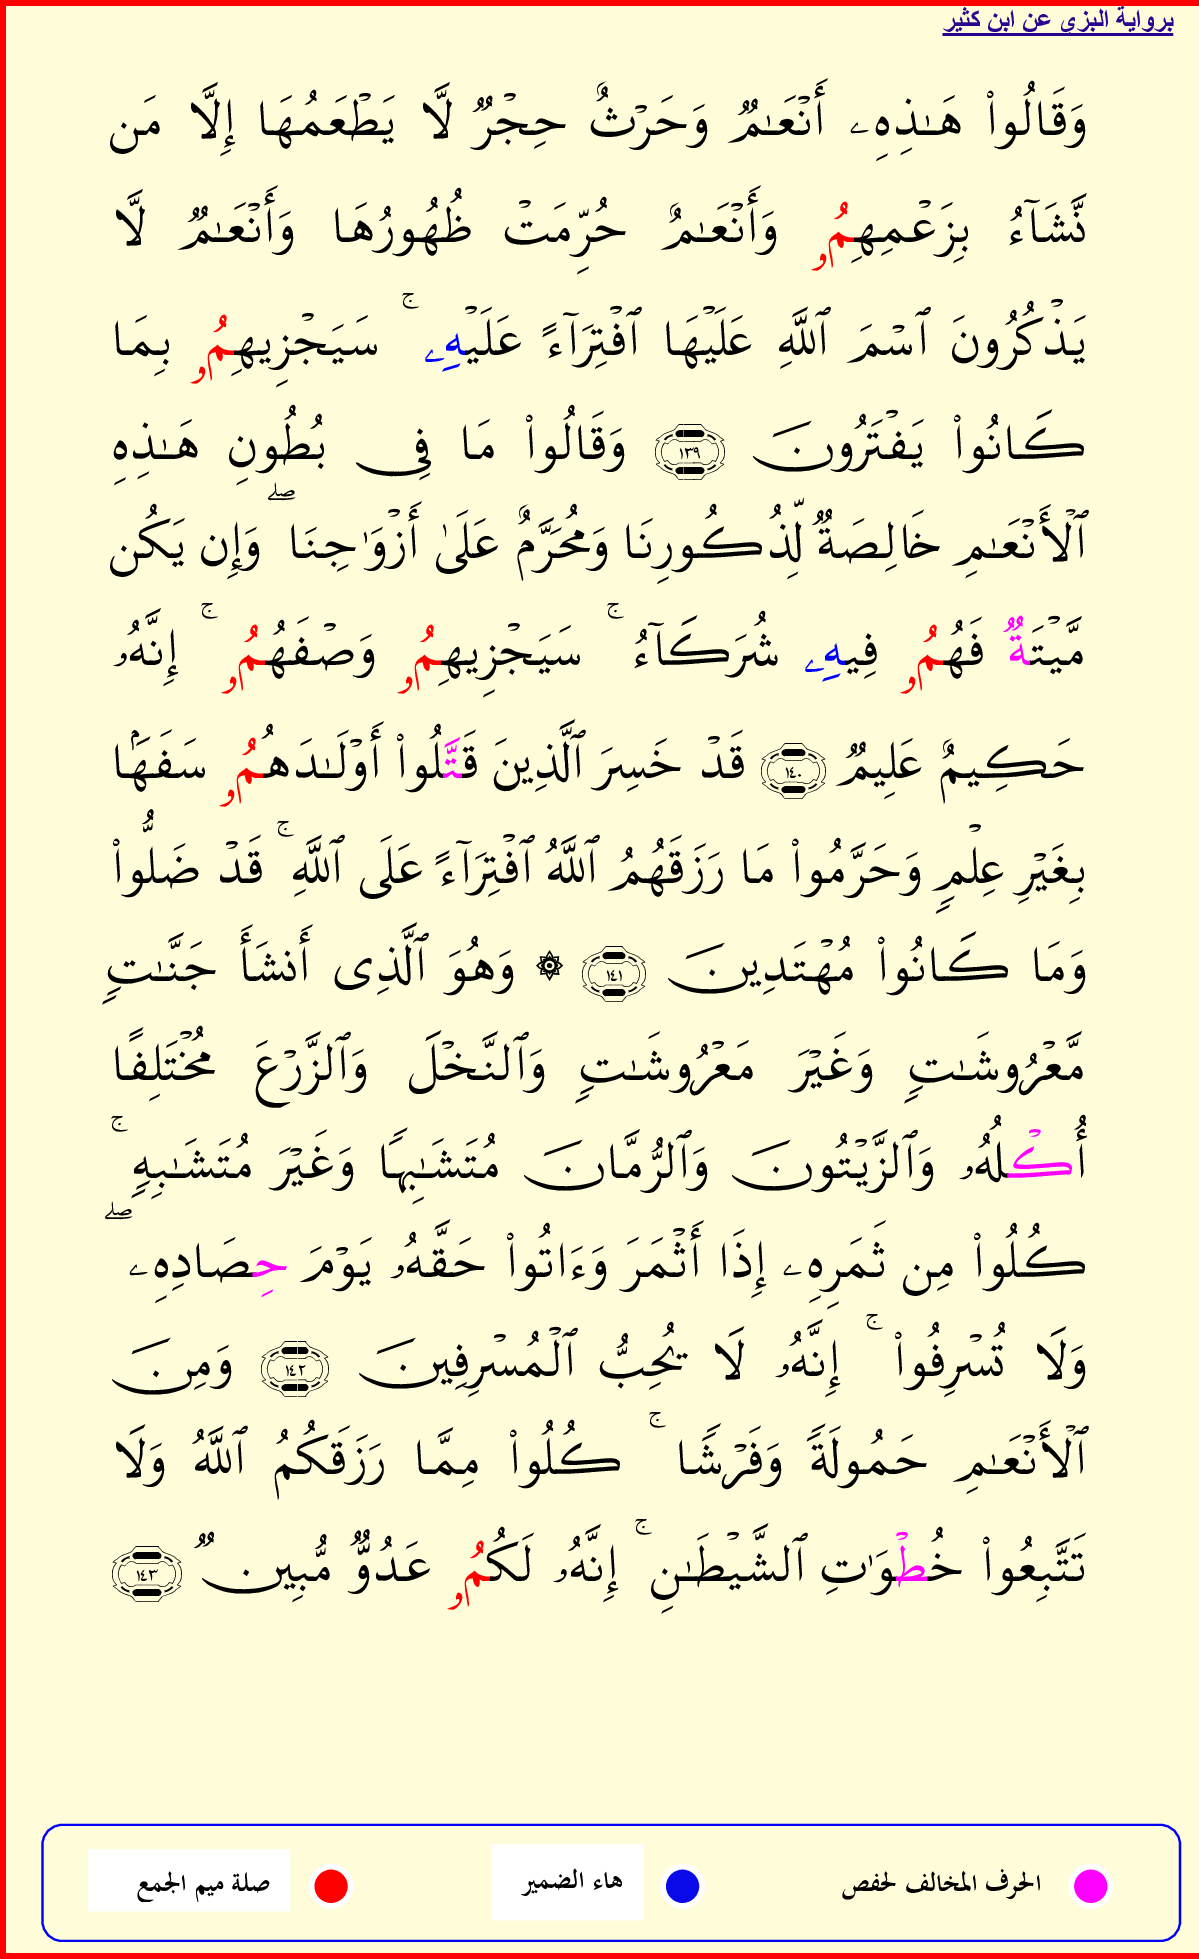 برواية البزى عن ابن كثير
وَقَالُوا۟ هَـٰذِهِۦ أَنْعَـٰمٌۭ وَحَرْثٌ حِجْرٌۭ لَّا يَطْعَمُهَا إِلَّا مَن
نَّشَآءُ بِزَعْمِهِمُۥ وَأَنْعَـٰمٌ حُرِّمَتْ ظُهُورُهَا وَأَنْعَـٰمٌۭ لَّا
يَذْكُرُونَ ٱسْمَ ٱللَّهِ عَلَيْهَا ٱفْتِرَآءً عَلَيْهِۦ ۚ سَيَجْزِيهِمُۥ بِمَا
كَانُوا۟ يَفْتَرُونَ ١٣٩ وَقَالُوا۟ مَا فِى بُطُونِ هَـٰذِهِ
ٱلْأَنْعَـٰمِ خَالِصَةٌۭ لِّذُكُورِنَا وَمُحَرَّمٌ عَلَىٰٓ أَزْوَٰجِنَا ۖ وَإِن يَكُن
مَّيْتَةٌۭ فَهُمُۥ فِيهِۦ شُرَكَآءُ ۚ سَيَجْزِيهِمُۥ وَصْفَهُمُۥ ۚ إِنَّهُۥ
حَكِيمٌ عَلِيمٌۭ ١٤٠ قَدْ خَسِرَ ٱلَّذِينَ قَتَّلُوا۟ أَوْلَـٰدَهُمُۥ سَفَهًۢا
بِغَيْرِ عِلْمٍۢ وَحَرَّمُوا۟ مَا رَزَقَهُمُ ٱللَّهُ ٱفْتِرَآءً عَلَى ٱللَّهِ ۚ قَدْ ضَلُّوا۟
وَمَا كَانُوا۟ مُهْتَدِينَ ١٤١ ۞ وَهُوَ ٱلَّذِى أَنشَأَ جَنَّـٰتٍۢ
مَّعْرُوشَـٰتٍۢ وَغَيْرَ مَعْرُوشَـٰتٍۢ وَٱلنَّخْلَ وَٱلزَّرْعَ مُخْتَلِفًا
أُكْلُهُۥ وَٱلزَّيْتُونَ وَٱلرُّمَّانَ مُتَشَـٰبِهًۭا وَغَيْرَ مُتَشَـٰبِهٍۢ ۚ
كُلُوا۟ مِن ثَمَرِهِۦ إِذَا أَثْمَرَ وَءَاتُوا۟ حَقَّهُۥ يَوْمَ حِصَادِهِۦ ۖ
وَلَا تُسْرِفُوا۟ ۚ إِنَّهُۥ لَا يُحِبُّ ٱلْمُسْرِفِينَ ١٤٢ وَمِنَ
ٱلْأَنْعَـٰمِ حَمُولَةًۭ وَفَرْشًۭا ۚ كُلُوا۟ مِمَّا رَزَقَكُمُ ٱللَّهُ وَلَا
تَتَّبِعُوا۟ خُطْوَٰتِ ٱلشَّيْطَـٰنِ ۚ إِنَّهُۥ لَكُمُۥ عَدُوٌّۭ مُّبِينٌۭ ١٤٣
الحرف المخالف لحفص هاء الضمير صلة ميم الجمع